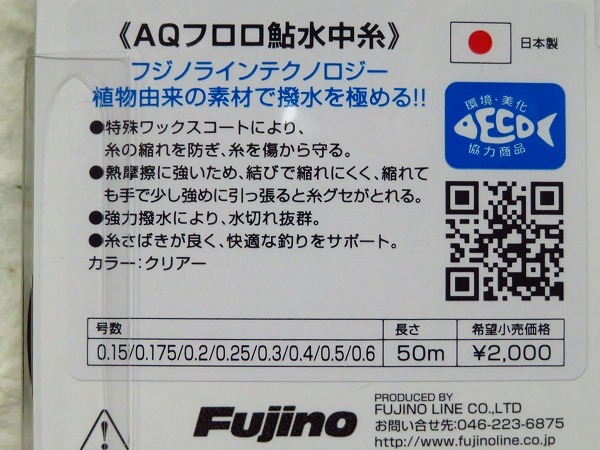 《AQフロロ鮎水中糸》
日本製
フジノラインテクノロジー
植物由来の素材で撥水を極める!!
環境・美化
ECO
協力商品
●特殊ワックスコートにより、
糸の縮れを防ぎ、糸を傷から守る。
●熱摩擦に強いため、結びで縮れにくく、縮れて
も手で少し強めに引っ張ると糸グセがとれる。
●強力撥水により、水切れ抜群。
●糸さばきが良く、快適な釣りをサポート。
カラー:クリアー
号数 長さ 希望小売価格
0.15/0.175/0.2/0.25/0.3/0.4/0.5/0.6 50m ¥2,000
Fujino
PRODUCED BY
FUJINO LINE CO.,LTD
お問い合せ先:046-223-6875
http://www.fujinoline.co.jp